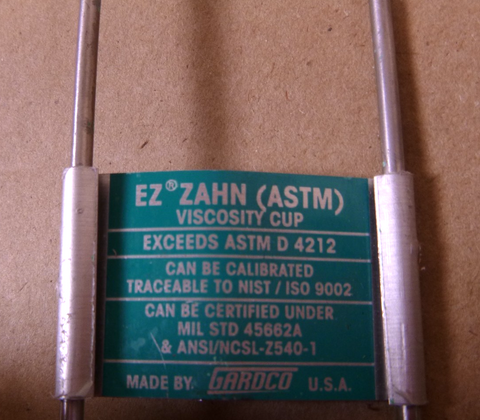 EZ® ZAHN (ASTM)
VISCOSITY CUP
EXCEEDS ASTM D 4212
CAN BE CALIBRATED
TRACEABLE TO NIST / ISO 9002
CAN BE CERTIFIED UNDER
MIL STD 45662A
& ANSI/NCSL-Z540-1
MADE BY GARDCO U.S.A.